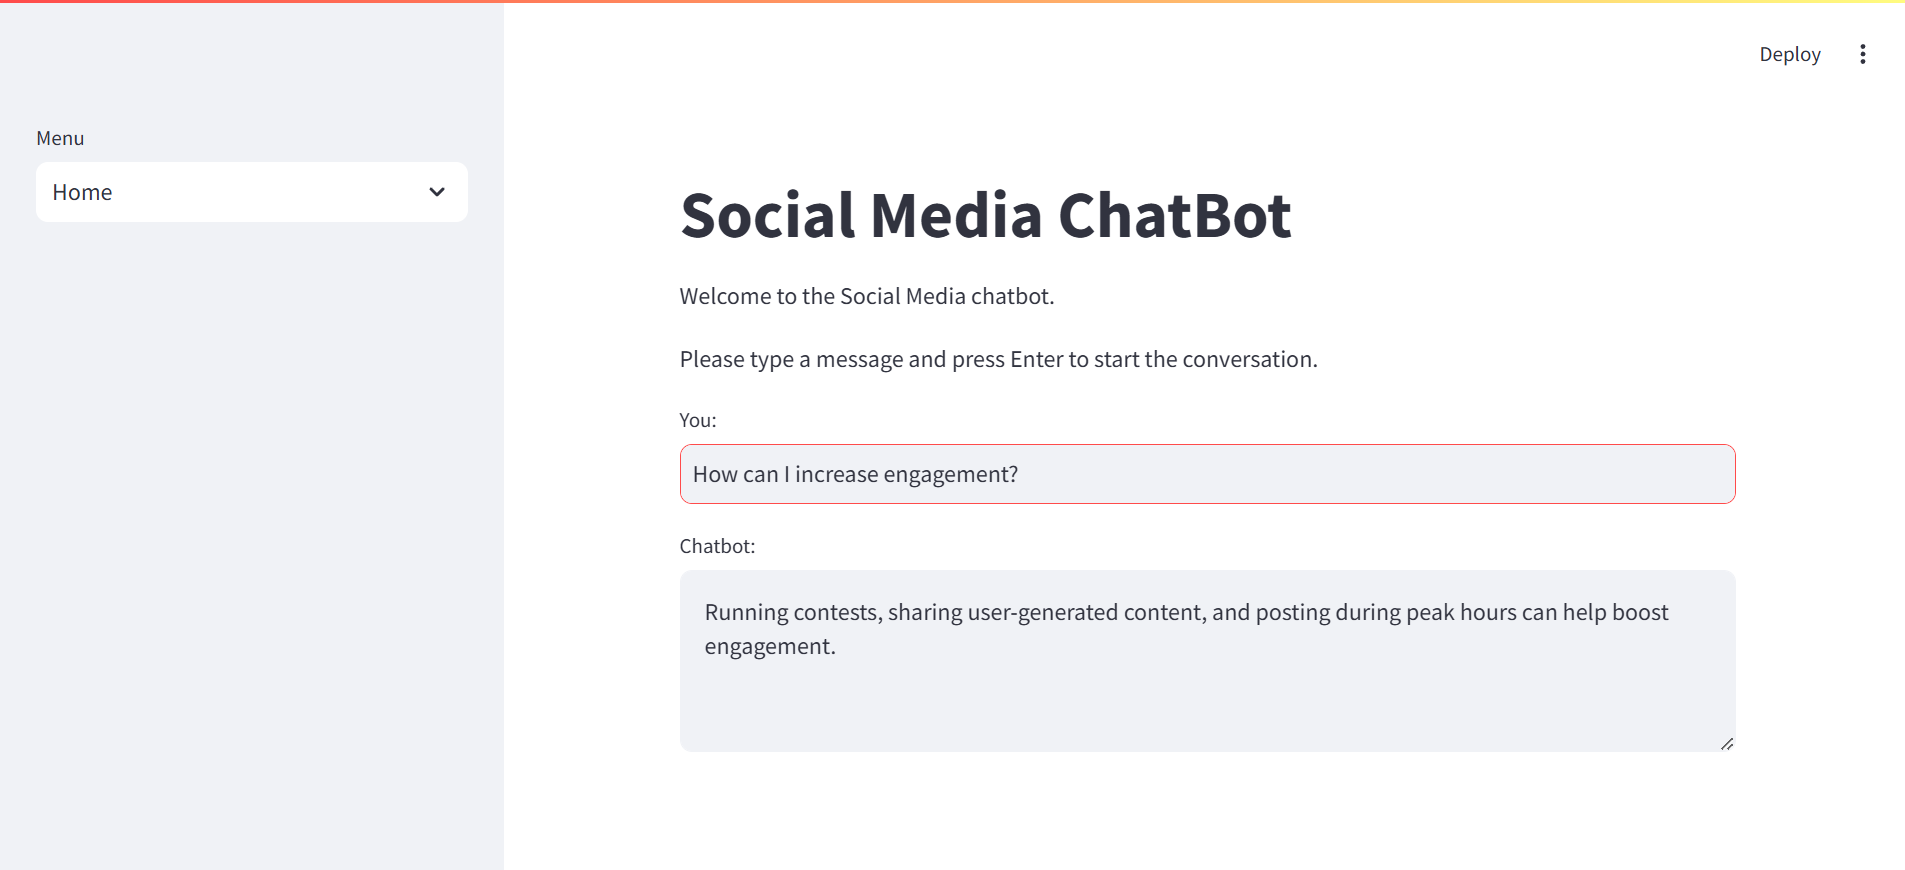 Deploy
Menu
Home
Social Media ChatBot
Welcome to the Social Media chatbot.
Please type a message and press Enter to start the conversation.
You:
How can I increase engagement?
Chatbot:
Running contests, sharing user-generated content, and posting during peak hours can help boost
engagement.